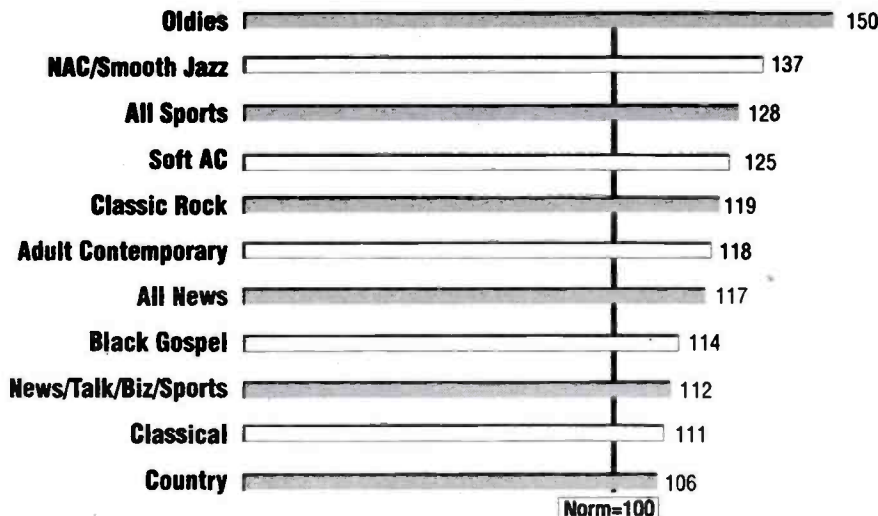 Oldies 150
NAC/Smooth Jazz 137
All Sports 128
Soft AC 125
Classic Rock 119
Adult Contemporary 118
All News 117
Black Gospel 114
News/Talk/Biz/Sports 112
Classical 111
Country 106
Norm=100